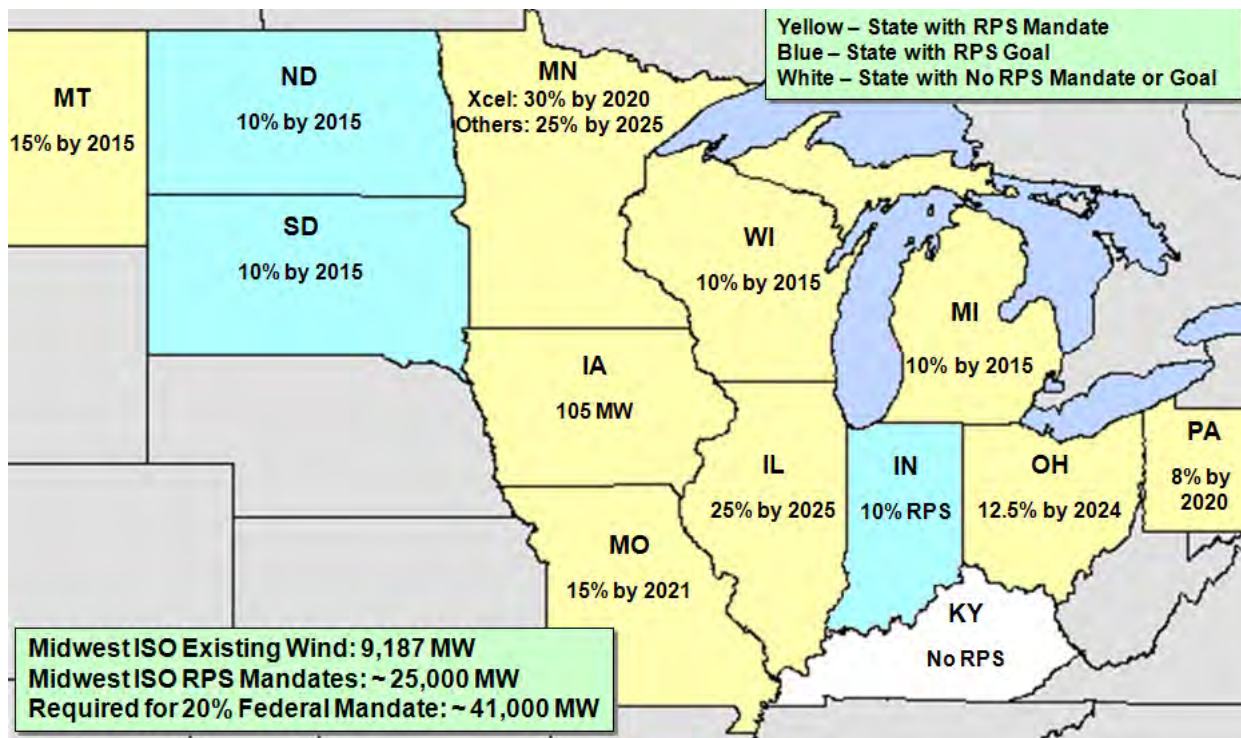 Yellow – State with RPS Mandate
Blue – State with RPS Goal
White – State with No RPS Mandate or Goal
MT
15% by 2015
ND
10% by 2015
MN
Xcel: 30% by 2020
Others: 25% by 2025
SD
10% by 2015
WI
10% by 2015
MI
10% by 2015
IA
105 MW
IL
25% by 2025
IN
10% RPS
OH
12.5% by 2024
PA
8% by
2020
MO
15% by 2021
KY
No RPS
Midwest ISO Existing Wind: 9,187 MW
Midwest ISO RPS Mandates: ~ 25,000 MW
Required for 20% Federal Mandate: ~ 41,000 MW